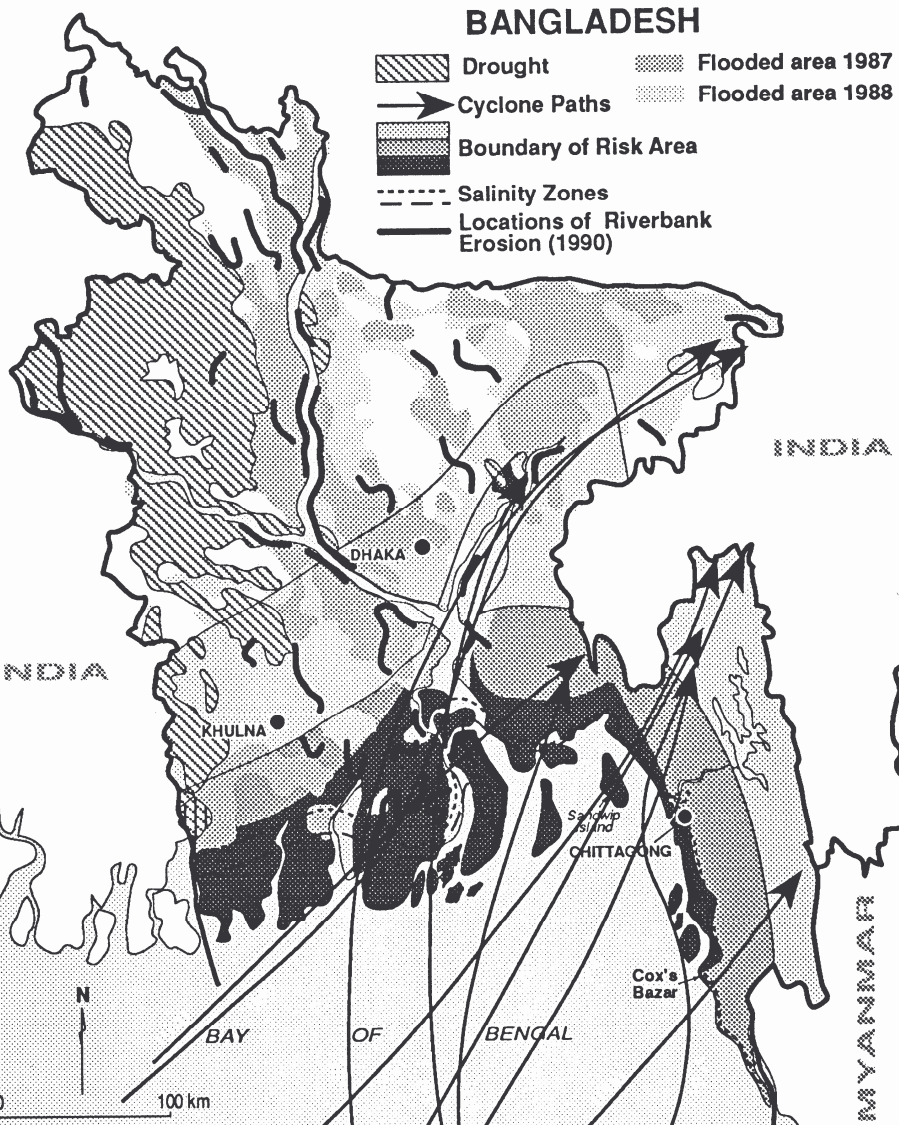 BANGLADESH
Drought
Flooded area 1987
Cyclone Paths
Flooded area 1988
Boundary of Risk Area
Salinity Zones
Locations of Riverbank
Erosion (1990)
INDIA
DHAKA
NDIA
KHULNA
Sandwip
Island
CHITTAGONG
Cox's
Bazar
MYANMAR
N
BAY OF BENGAL
0 100 km